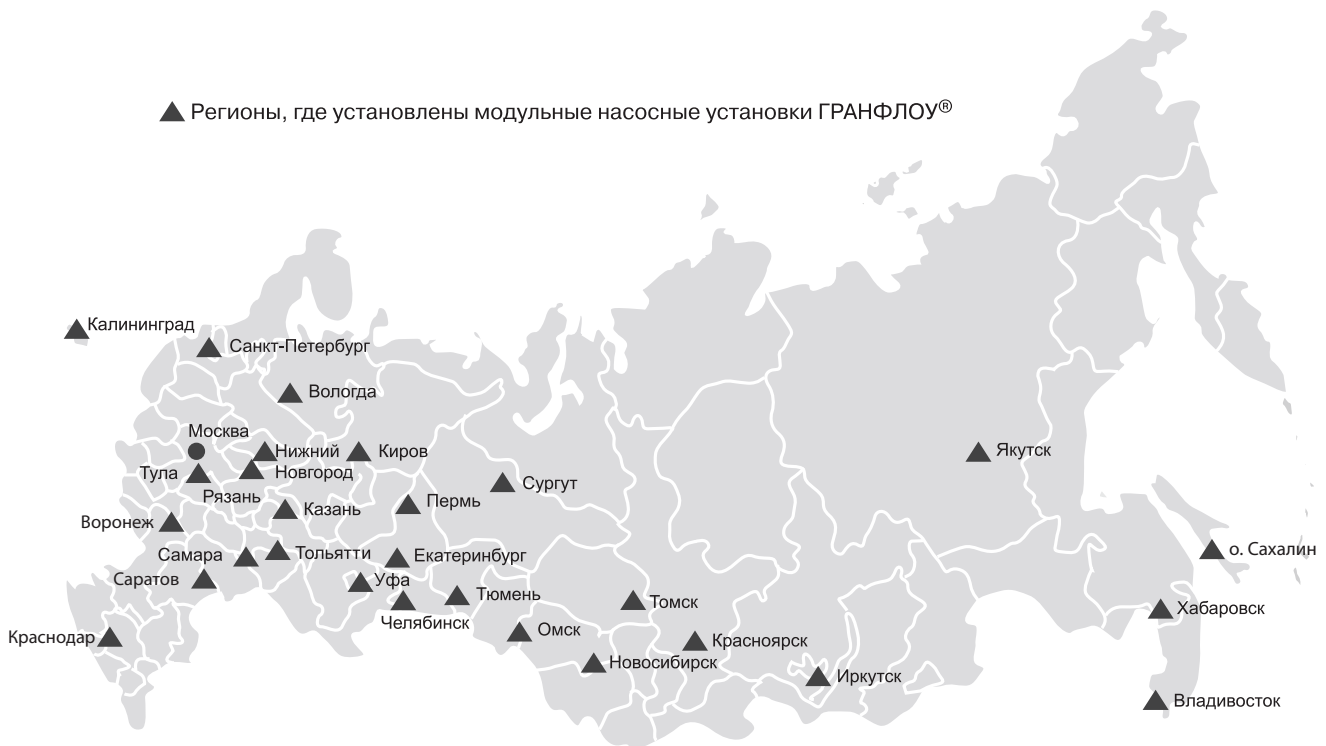 Регионы, где установлены модульные насосные установки ГРАНФЛОУ®
Калининград
Санкт-Петербург
Вологда
Москва
Нижний
Новгород
Киров
Якутск
Тула
Рязань
Сургут
Пермь
Казань
Воронеж
Самара
Тольятти
Екатеринбург
о. Сахалин
Саратов
Уфа
Тюмень
Томск
Хабаровск
Челябинск
Омск
Краснодар
Красноярск
Новосибирск
Иркутск
Владивосток